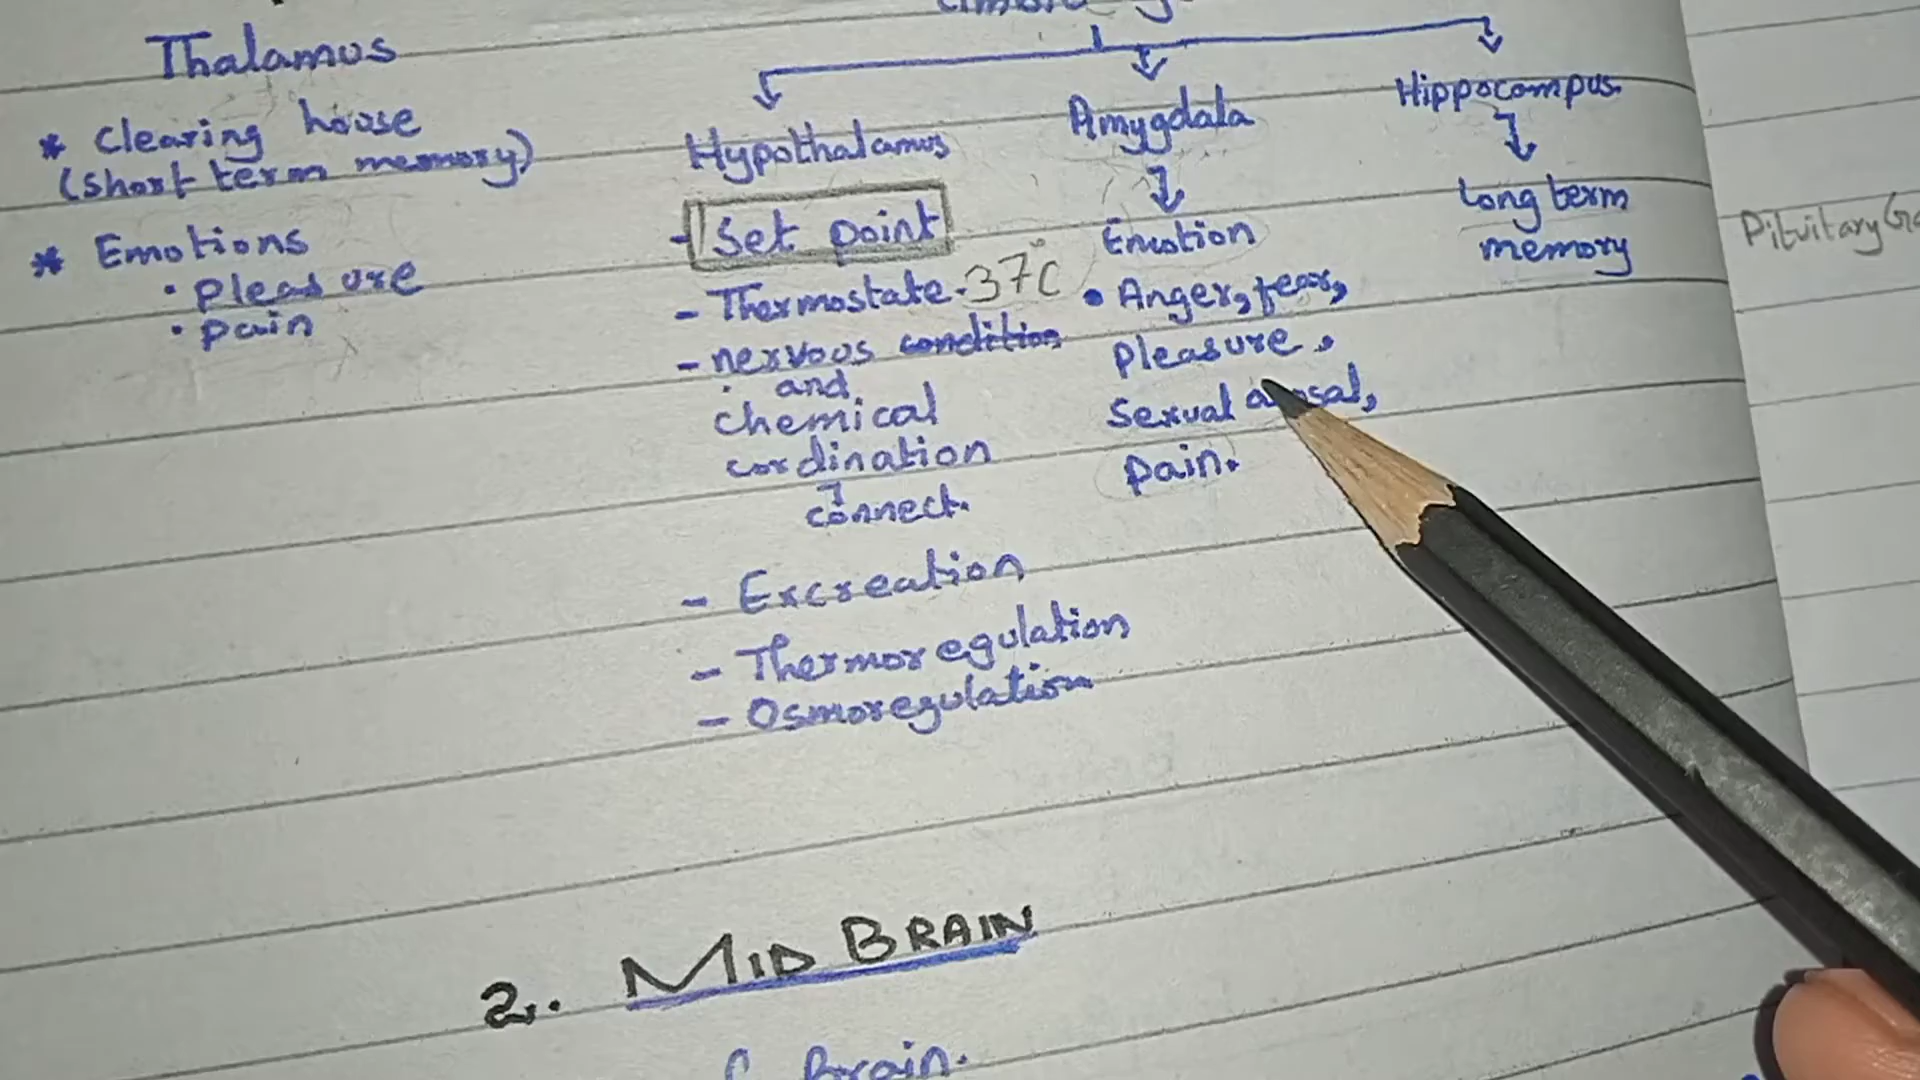 Thalamus
* Clearing house
(short term memory)
* Emotions
• pleasure
• pain
Hypothalamus
- Set point
- Thermostate. 37°C
- nervous condition
and
chemical
cordination
connect.
- Excreation
- Thermoregulation
- Osmoregulation
Amygdala
Emotion
• Anger, fear,
pleasure,
Sexual
pain.
Hippocampus.
Long term
memory
Pituitary
2. MID BRAIN
Brain.